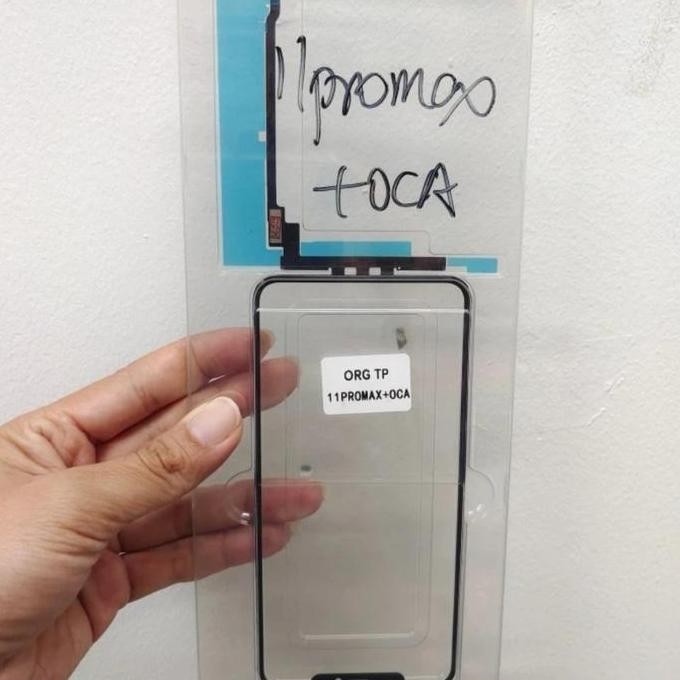 11promax
+OCA
ORG TP
11PROMAX+OCA